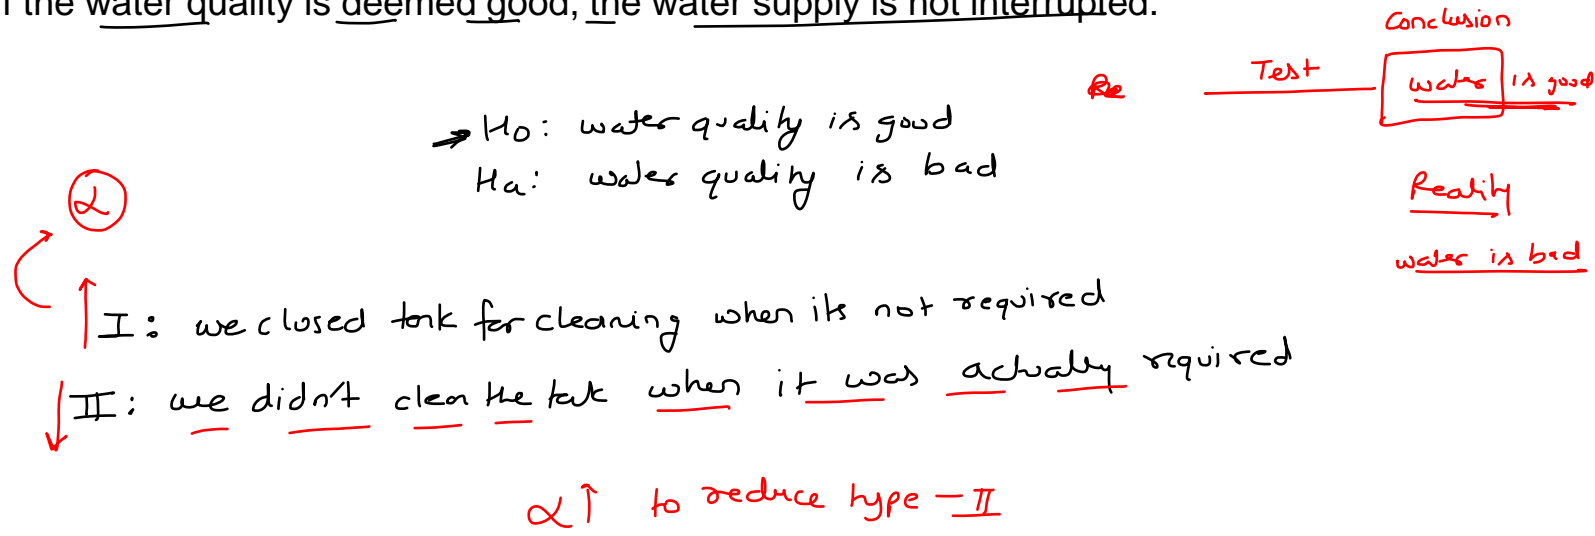 the water quality is deemed good, the water supply is not interrupted.
Conclusion
Test
water is good
H0: water quality is good
Ha: water quality is bad
Reality
α
water is bad
I: we closed tank for cleaning when its not required
II: we didn't clean the tank when it was actually required
α↑ to reduce type-II